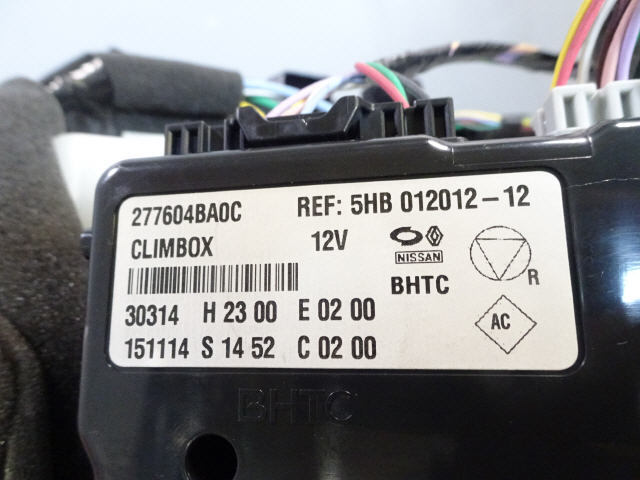 277604BA0C REF: 5HB 012012-12
CLIMBOX 12V
NISSAN
BHTC
R
30314 H 23 00 E 02 00
AC
151114 S 14 52 C 02 00
BHTC